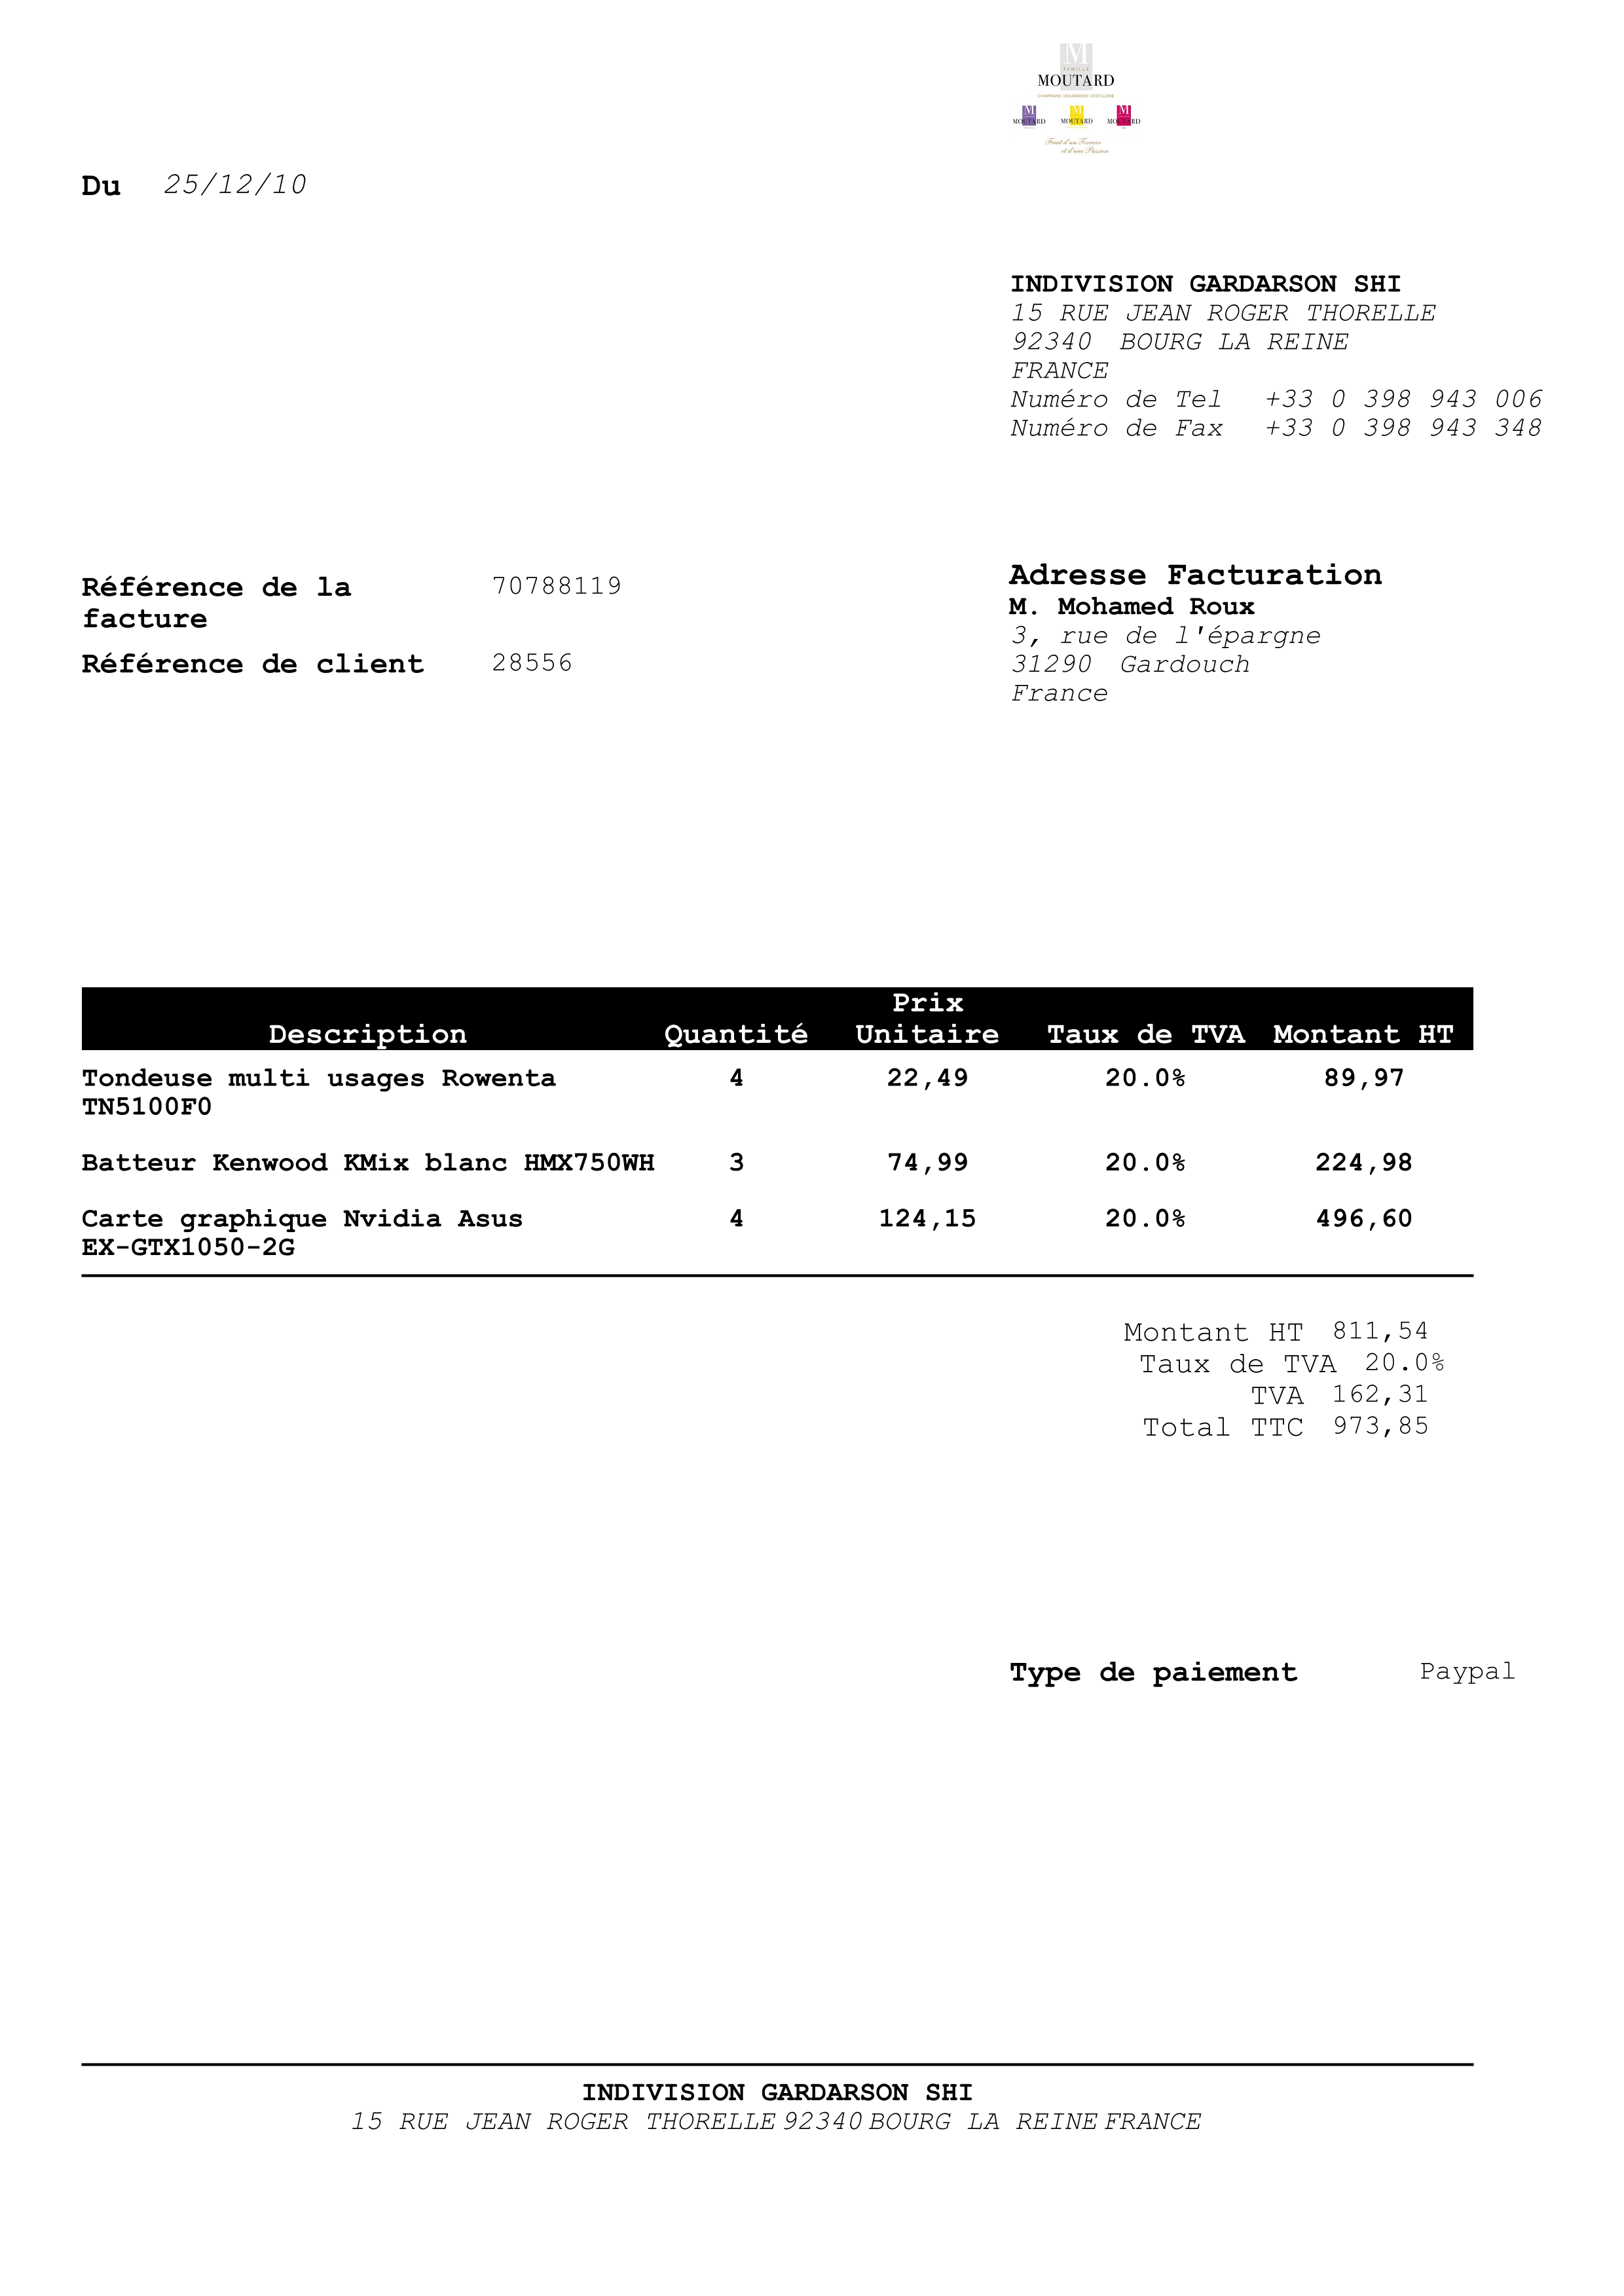 M
FAMILLE
MOUTARD
CHAMPAGNE - BOURGOGNE - DISTILLERIE
M M M
MOUTARD MOUTARD MOUTARD
Fruit d'un Terroir
et d'une Passion
Du 25/12/10
INDIVISION GARDARSON SHI
15 RUE JEAN ROGER THORELLE
92340 BOURG LA REINE
FRANCE
Numéro de Tel +33 0 398 943 006
Numéro de Fax +33 0 398 943 348
Référence de la 70788119
facture
Référence de client 28556
Adresse Facturation
M. Mohamed Roux
3, rue de l'épargne
31290 Gardouch
France
Prix
Description Quantité Unitaire Taux de TVA Montant HT
Tondeuse multi usages Rowenta 4 22,49 20.0% 89,97
TN5100F0
Batteur Kenwood KMix blanc HMX750WH 3 74,99 20.0% 224,98
Carte graphique Nvidia Asus 4 124,15 20.0% 496,60
EX-GTX1050-2G
Montant HT 811,54
Taux de TVA 20.0%
TVA 162,31
Total TTC 973,85
Type de paiement Paypal
INDIVISION GARDARSON SHI
15 RUE JEAN ROGER THORELLE 92340 BOURG LA REINE FRANCE